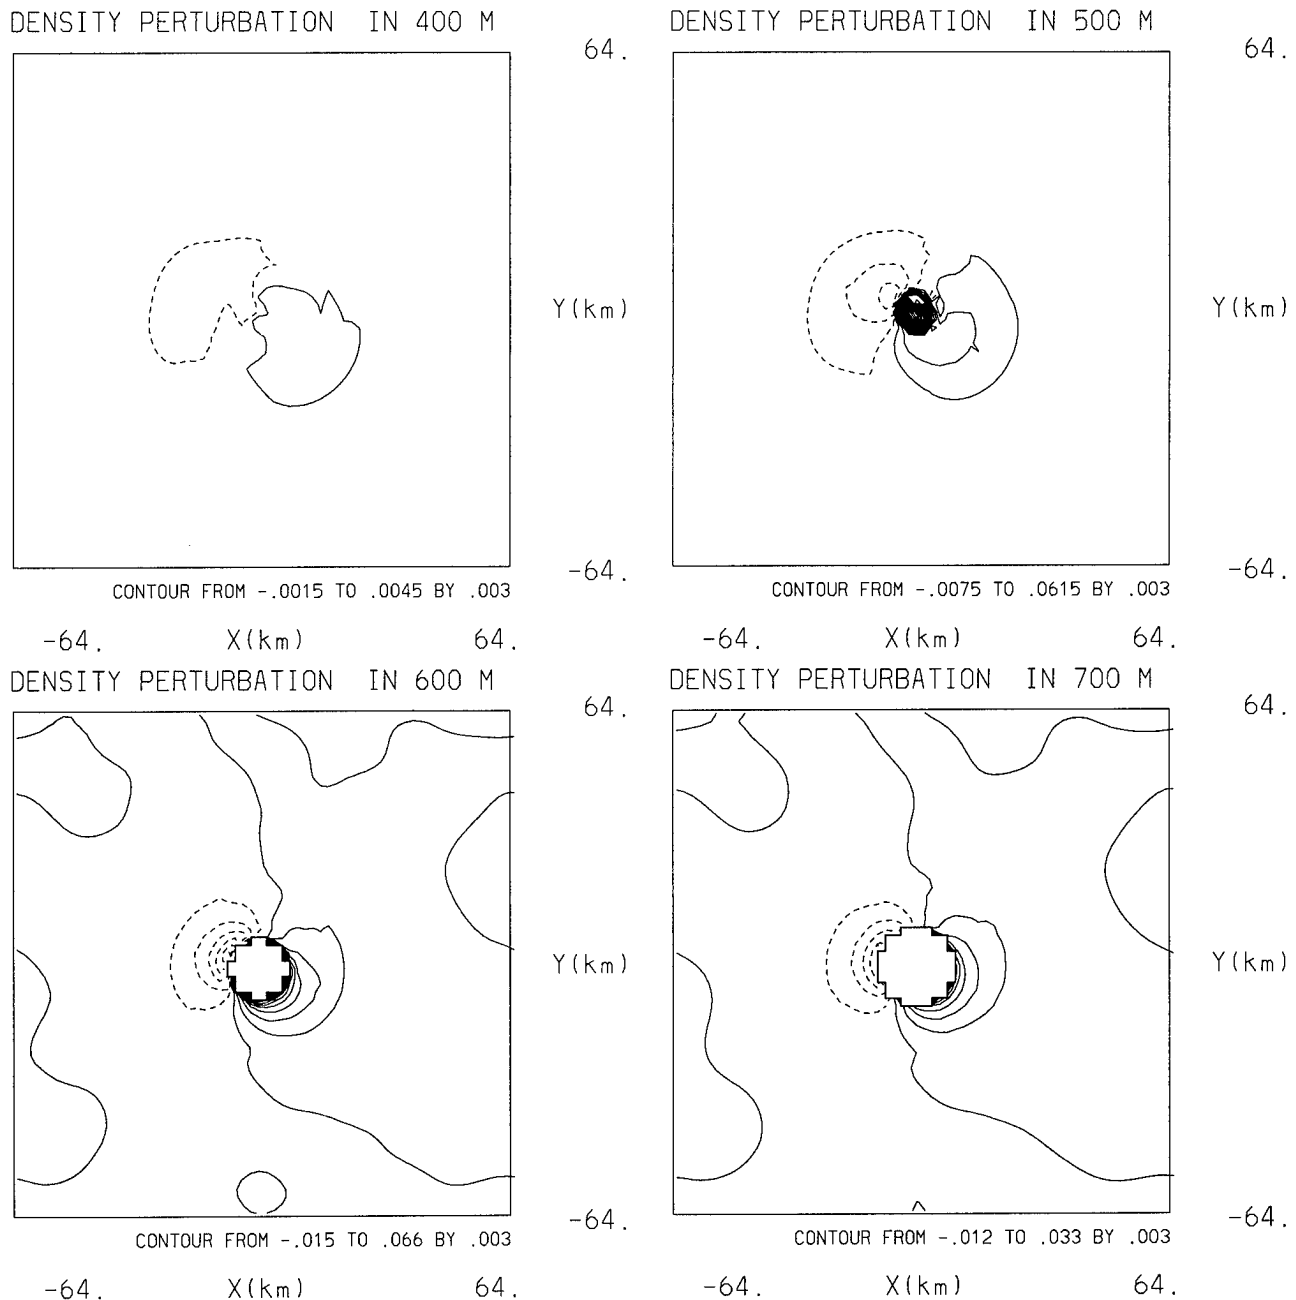 DENSITY PERTURBATION IN 400 M
64.
Y(km)
-64.
CONTOUR FROM -.0015 TO .0045 BY .003
-64. X(km) 64.
DENSITY PERTURBATION IN 500 M
64.
Y(km)
-64.
CONTOUR FROM -.0075 TO .0615 BY .003
-64. X(km) 64.
DENSITY PERTURBATION IN 600 M
64.
Y(km)
-64.
CONTOUR FROM -.015 TO .066 BY .003
-64. X(km) 64.
DENSITY PERTURBATION IN 700 M
64.
Y(km)
-64.
CONTOUR FROM -.012 TO .033 BY .003
-64. X(km) 64.